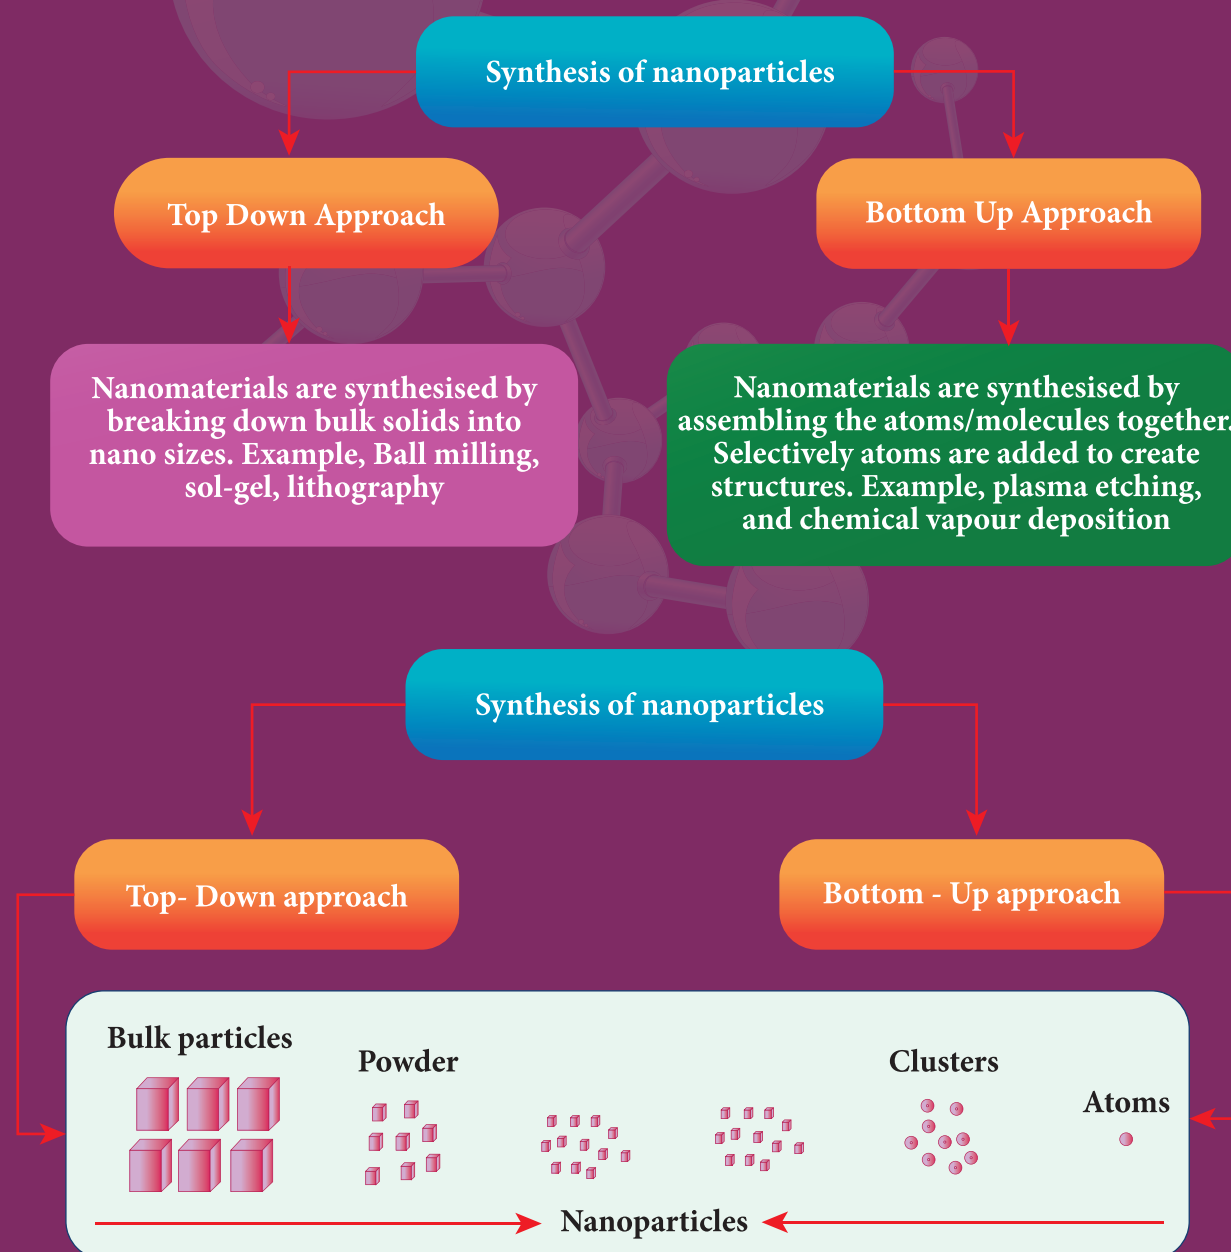 Synthesis of nanoparticles
Top Down Approach
Bottom Up Approach
Nanomaterials are synthesised by
breaking down bulk solids into
nano sizes. Example, Ball milling,
sol-gel, lithography
Nanomaterials are synthesised by
assembling the atoms/molecules together.
Selectively atoms are added to create
structures. Example, plasma etching,
and chemical vapour deposition
Synthesis of nanoparticles
Top- Down approach
Bottom - Up approach
Bulk particles
Powder
Clusters
Atoms
Nanoparticles